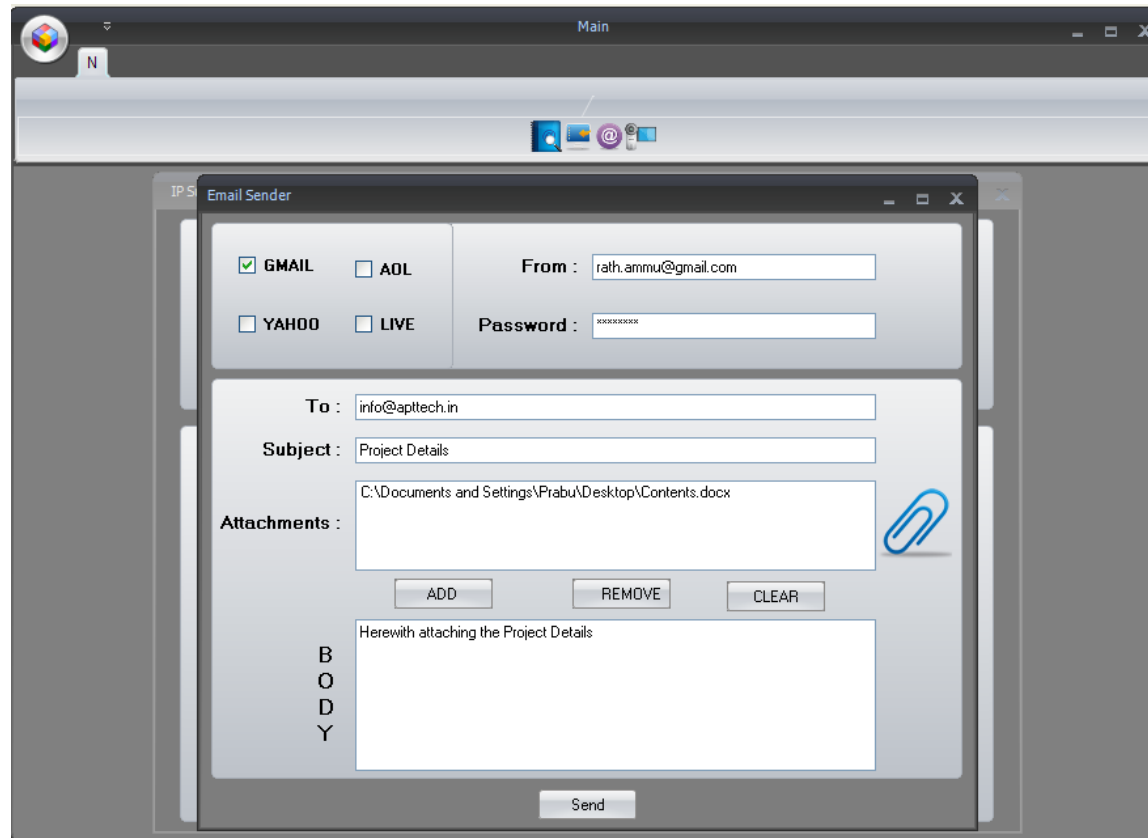 Main
N
IP S
Email Sender
GMAIL
AOL
From :
rath.ammu@gmail.com
YAHOO
LIVE
Password :
********
To :
info@apttech.in
Subject :
Project Details
Attachments :
C:\Documents and Settings\Prabu\Desktop\Contents.docx
ADD
REMOVE
CLEAR
B
O
D
Y
Herewith attaching the Project Details
Send